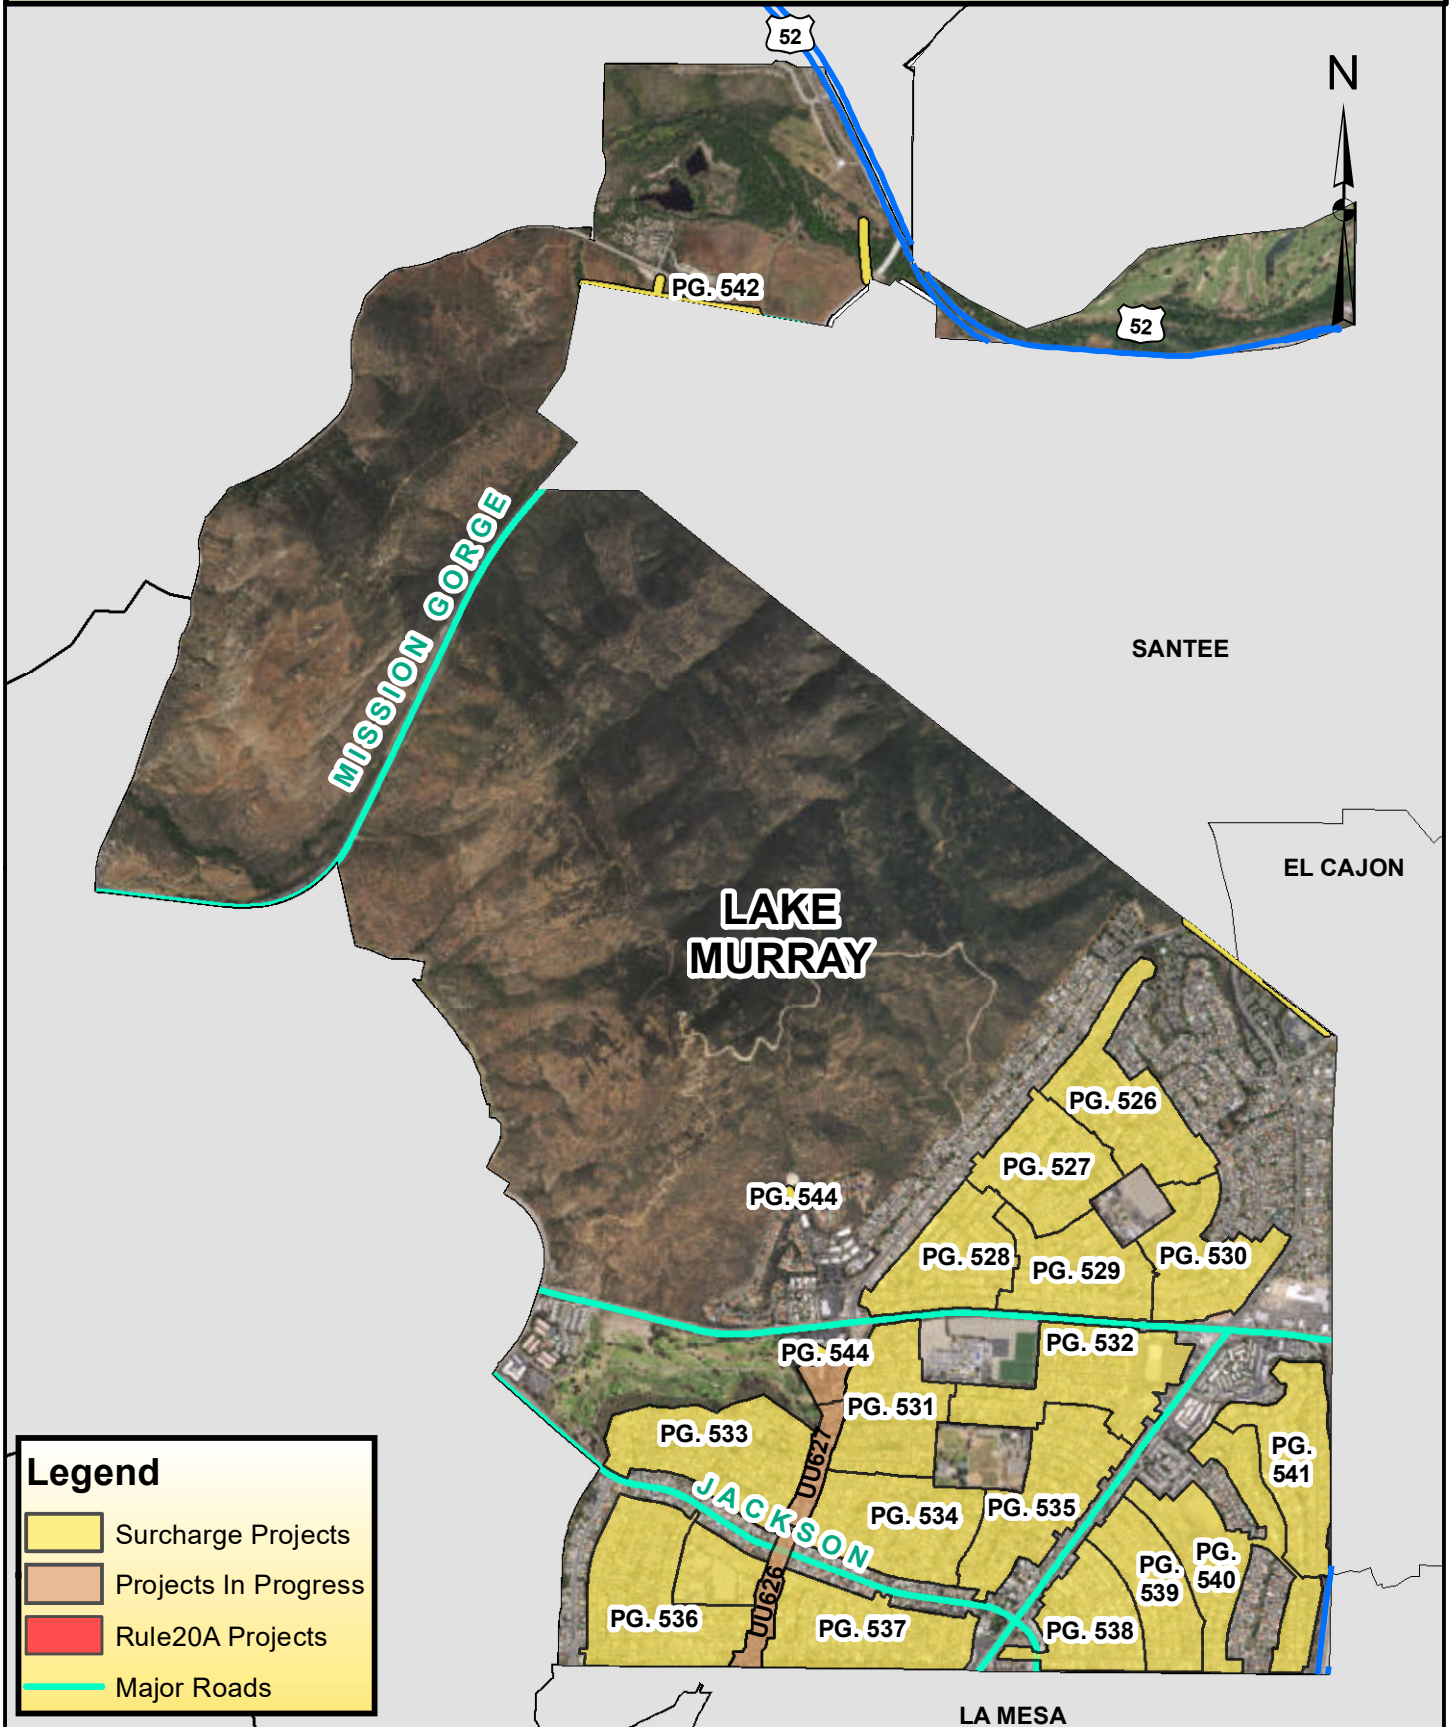 52
N
PG. 542
52
MISSION GORGE
SANTEE
EL CAJON
LAKE
MURRAY
PG. 526
PG. 527
PG. 544
PG. 528
PG. 529
PG. 530
PG. 544
PG. 532
PG. 531
PG. 533
UU627
PG.
541
JACKSON
PG. 534
PG. 535
PG.
539
PG.
540
UU626
PG. 536
PG. 537
PG. 538
LA MESA
Legend
Surcharge Projects
Projects In Progress
Rule20A Projects
Major Roads